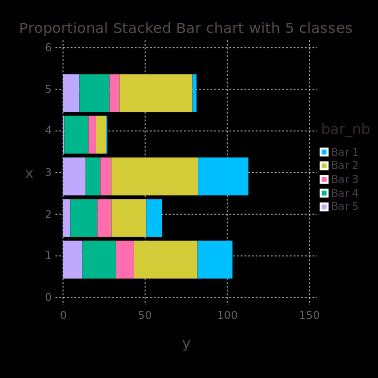 Proportional Stacked Bar chart with 5 classes
6
5
4
3
2
1
0
x
0
50
100
150
y
bar_nb
Bar 1
Bar 2
Bar 3
Bar 4
Bar 5